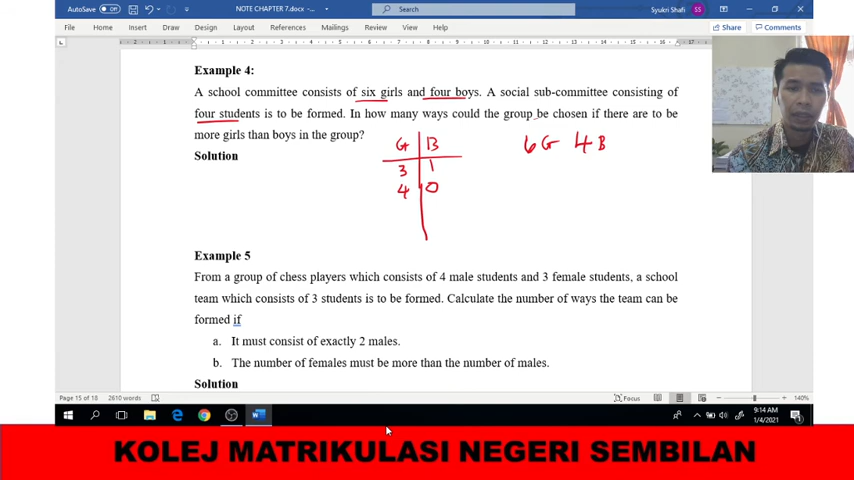 AutoSave Off NOTE CHAPTER 7.docx - ... Search Syukri Shafi SS
File Home Insert Draw Design Layout References Mailings Review View Help Share Comments
Example 4:
A school committee consists of six girls and four boys. A social sub-committee consisting of
four students is to be formed. In how many ways could the group be chosen if there are to be
more girls than boys in the group?
Solution
G B
3 1
4 0
6G 4B
Example 5
From a group of chess players which consists of 4 male students and 3 female students, a school
team which consists of 3 students is to be formed. Calculate the number of ways the team can be
formed if
a. It must consist of exactly 2 males.
b. The number of females must be more than the number of males.
Solution
Page 15 of 18 2610 words Focus 140%
9:14 AM
1/4/2021
KOLEJ MATRIKULASI NEGERI SEMBILAN